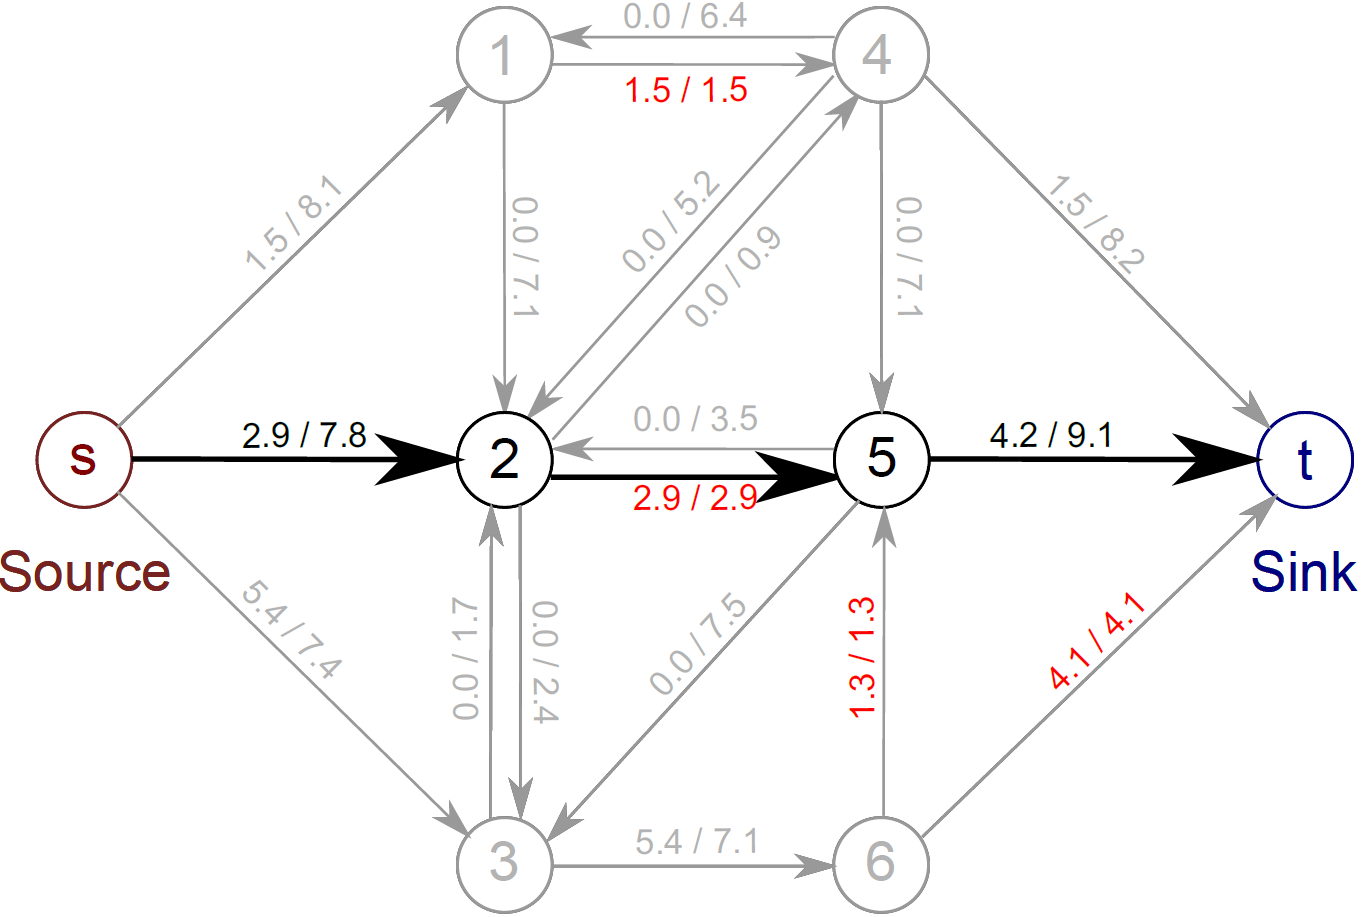 0.0 / 6.4
1
4
1.5 / 1.5
1.5 / 8.1
0.0 / 7.1
0.0 / 5.2
0.0 / 0.9
0.0 / 7.1
1.5 / 8.2
s
2.9 / 7.8
2
0.0 / 3.5
2.9 / 2.9
5
4.2 / 9.1
t
Source
Sink
5.4 / 7.4
0.0 / 1.7
0.0 / 2.4
0.0 / 7.5
1.3 / 1.3
4.1 / 4.1
3
5.4 / 7.1
6